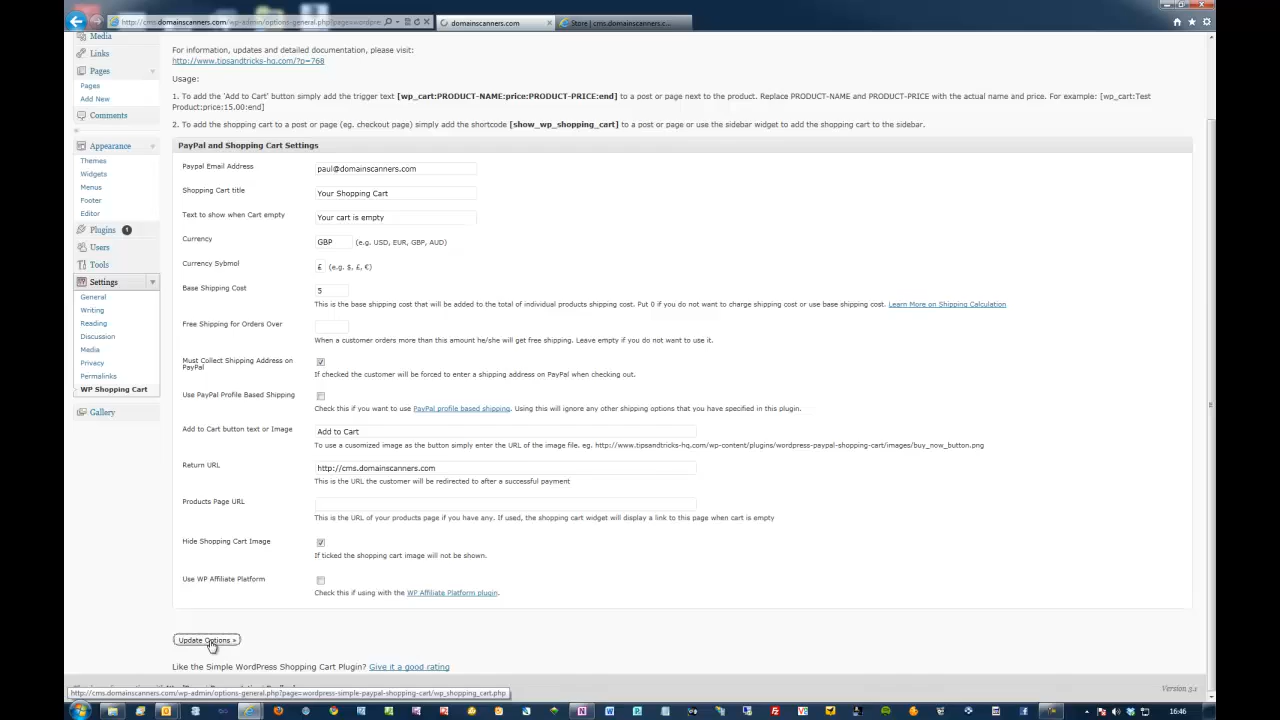 http://cms.domainscanners.com/wp-admin/options-general.php?page=wordpres
domainscanners.com
Store | cms.domainscanners.c...
Media
Links
Pages
Pages
Add New
Comments
Appearance
Themes
Widgets
Menus
Footer
Editor
Plugins 1
Users
Tools
Settings
General
Writing
Reading
Discussion
Media
Privacy
Permalinks
WP Shopping Cart
Gallery
For information, updates and detailed documentation, please visit:
http://www.tipsandtricks-hq.com/?p=768
Usage:
1. To add the 'Add to Cart' button simply add the trigger text [wp_cart:PRODUCT-NAME:price:PRODUCT-PRICE:end] to a post or page next to the product. Replace PRODUCT-NAME and PRODUCT-PRICE with the actual name and price. For example: [wp_cart:Test
Product:price:15.00:end]
2. To add the shopping cart to a post or page (eg. checkout page) simply add the shortcode [show_wp_shopping_cart] to a post or page or use the sidebar widget to add the shopping cart to the sidebar.
PayPal and Shopping Cart Settings
Paypal Email Address paul@domainscanners.com
Shopping Cart title Your Shopping Cart
Text to show when Cart empty Your cart is empty
Currency GBP (e.g. USD, EUR, GBP, AUD)
Currency Sybmol £ (e.g. $, £, €)
Base Shipping Cost 5
This is the base shipping cost that will be added to the total of individual products shipping cost. Put 0 if you do not want to charge shipping cost or use base shipping cost. Learn More on Shipping Calculation
Free Shipping for Orders Over
When a customer orders more than this amount he/she will get free shipping. Leave empty if you do not want to use it.
Must Collect Shipping Address on
PayPal
If checked the customer will be forced to enter a shipping address on PayPal when checking out.
Use PayPal Profile Based Shipping
Check this if you want to use PayPal profile based shipping. Using this will ignore any other shipping options that you have specified in this plugin.
Add to Cart button text or Image Add to Cart
To use a cusomized image as the button simply enter the URL of the image file. eg. http://www.tipsandtricks-hq.com/wp-content/plugins/wordpress-paypal-shopping-cart/images/buy_now_button.png
Return URL http://cms.domainscanners.com
This is the URL the customer will be redirected to after a successful payment
Products Page URL
This is the URL of your products page if you have any. If used, the shopping cart widget will display a link to this page when cart is empty
Hide Shopping Cart Image
If ticked the shopping cart image will not be shown.
Use WP Affiliate Platform
Check this if using with the WP Affiliate Platform plugin.
Update Options »
Like the Simple WordPress Shopping Cart Plugin? Give it a good rating
http://cms.domainscanners.com/wp-admin/options-general.php?page=wordpress-simple-paypal-shopping-cart/wp_shopping_cart.php
16:46